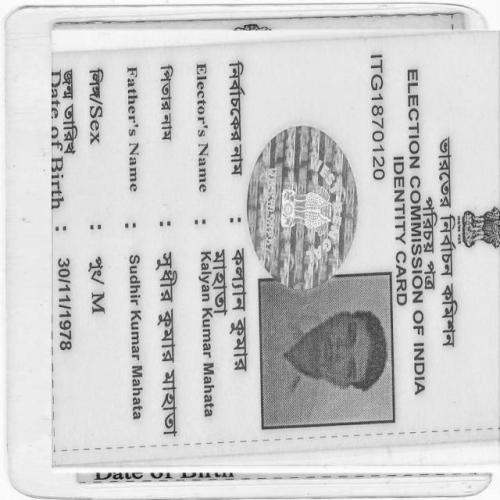 ভারতের নির্বাচন কমিশন
পরিচয় পত্র
ELECTION COMMISSION OF INDIA
IDENTITY CARD
ITG1870120
নির্বাচকের নাম : কল্যান কুমার
মাহাতা
Elector's Name : Kalyan Kumar Mahata
পিতার নাম : সুধীর কুমার মাহাতা
Father's Name : Sudhir Kumar Mahata
লিঙ্গ/Sex : পুং/ M
জন্ম তারিখ
Date of Birth : 30/11/1978
Date of Birth